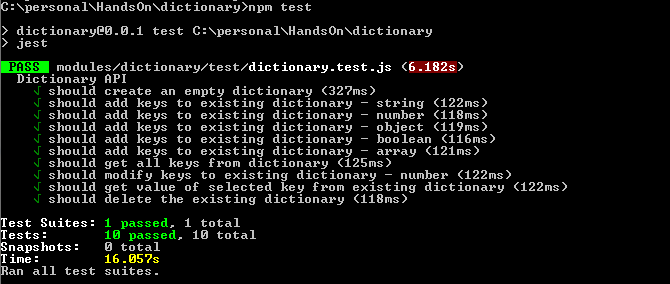 C:\personal\HandsOn\dictionary>npm test
> dictionary@0.0.1 test C:\personal\HandsOn\dictionary
> jest
PASS modules/dictionary/test/dictionary.test.js (6.182s)
Dictionary API
√ should create an empty dictionary (327ms)
√ should add keys to existing dictionary - string (122ms)
√ should add keys to existing dictionary - number (118ms)
√ should add keys to existing dictionary - object (119ms)
√ should add keys to existing dictionary - boolean (116ms)
√ should add keys to existing dictionary - array (121ms)
√ should get all keys from dictionary (125ms)
√ should modify keys to existing dictionary - number (122ms)
√ should get value of selected key from existing dictionary (122ms)
√ should delete the existing dictionary (118ms)
Test Suites: 1 passed, 1 total
Tests: 10 passed, 10 total
Snapshots: 0 total
Time: 16.057s
Ran all test suites.